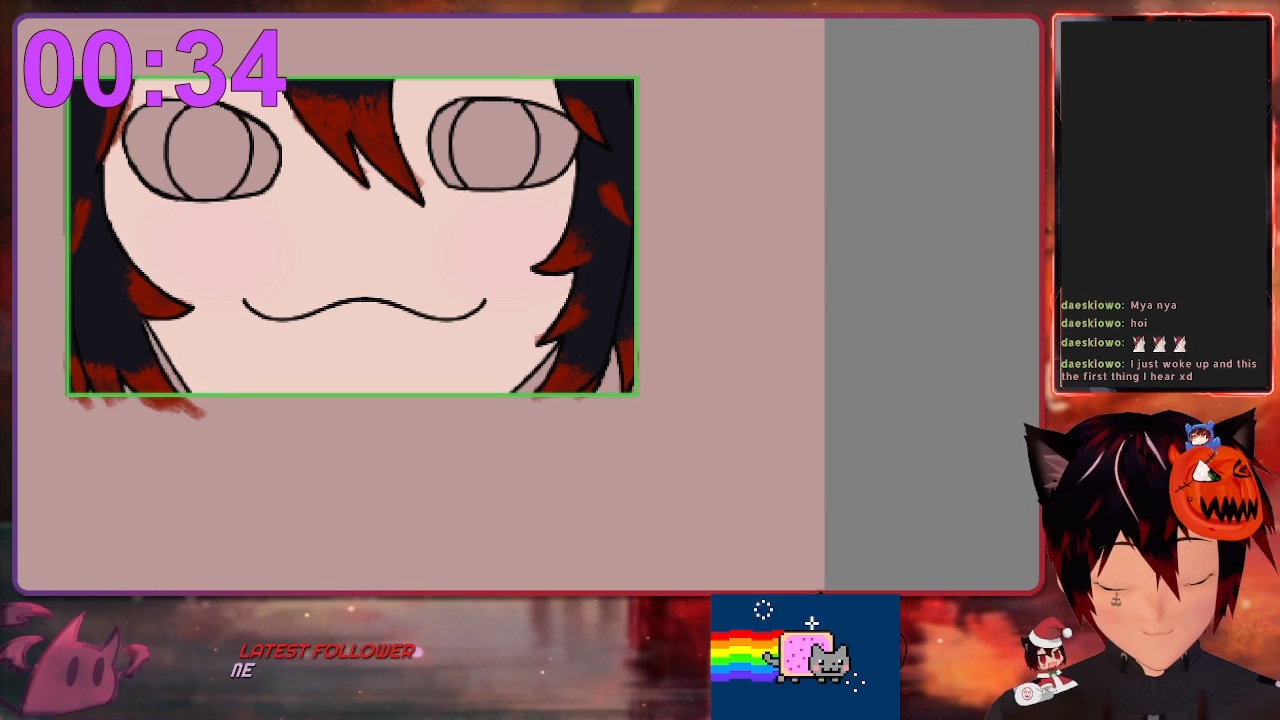 00:34
daeskiowo: Mya nya
daeskiowo: hoi
daeskiowo:
daeskiowo: I just woke up and this
the first thing I hear xd
LATEST FOLLOWER
NE